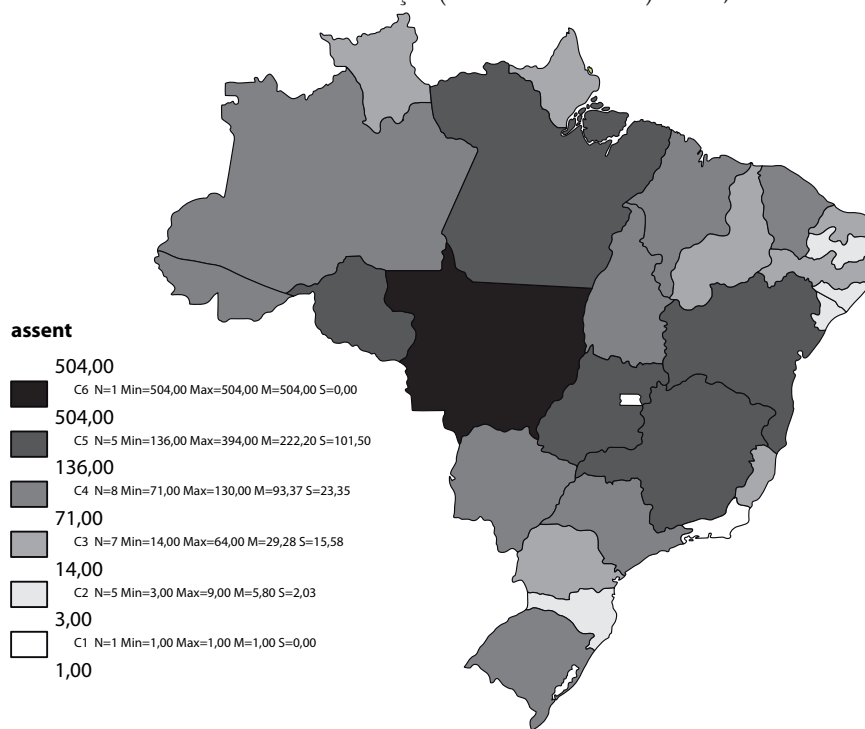 assent
504,00
C6 N=1 Min=504,00 Max=504,00 M=504,00 S=0,00
504,00
C5 N=5 Min=136,00 Max=394,00 M=222,20 S=101,50
136,00
C4 N=8 Min=71,00 Max=130,00 M=93,37 S=23,35
71,00
C3 N=7 Min=14,00 Max=64,00 M=29,28 S=15,58
14,00
C2 N=5 Min=3,00 Max=9,00 M=5,80 S=2,03
3,00
C1 N=1 Min=1,00 Max=1,00 M=1,00 S=0,00
1,00